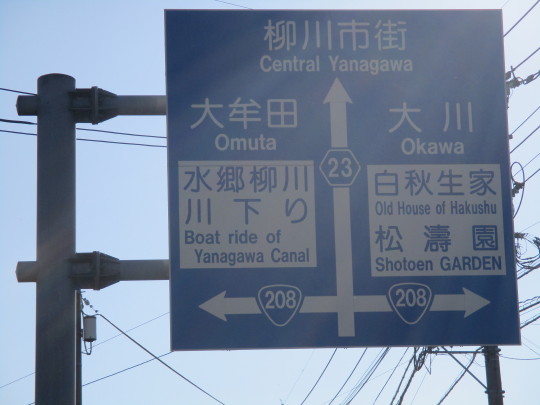 柳川市街
Central Yanagawa
大牟田
Omuta
大川
Okawa
23
水郷柳川
川下り
Boat ride of
Yanagawa Canal
白秋生家
Old House of Hakushu
松濤園
Shotoen GARDEN
208
208